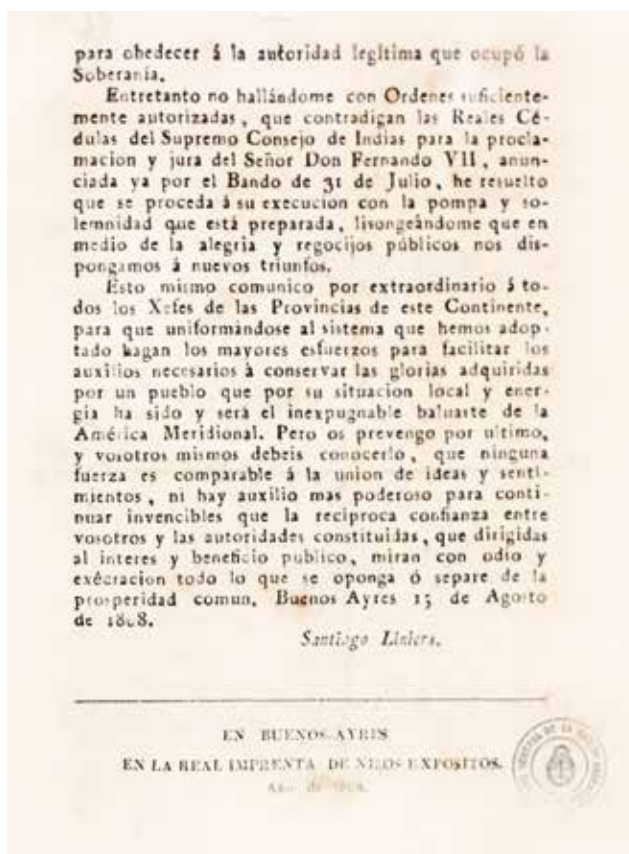 para obedecer á la autoridad legítima que ocupó la
Soberanía.
Entretanto no hallándome con Ordenes suficiente-
mente autorizadas, que contradigan las Reales Cé-
dulas del Supremo Consejo de Indias para la procla-
macion y jura del Señor Don Fernando VII, anun-
ciada ya por el Bando de 31 de Julio, he resuelto
que se proceda á su execucion con la pompa y so-
lemnidad que está preparada, lisongeándome que en
medio de la alegria y regocijos públicos nos dis-
pongamos á nuevos triunfos.
Esto mismo comunico por extraordinario á to-
dos los Xefes de las Provincias de este Continente,
para que uniformándose al sistema que hemos adop-
tado hagan los mayores esfuerzos para facilitar los
auxilios necesarios á conservar las glorias adquiridas
por un pueblo que por su situacion local y ener-
gia ha sido y será el inexpugnable baluarte de la
América Meridional. Pero os prevengo por ultimo,
y vosotros mismos debeis conocerlo, que ninguna
fuerza es comparable á la union de ideas y senti-
mientos, ni hay auxilio mas poderoso para conti-
nuar invencibles que la reciproca confianza entre
vosotros y las autoridades constituidas, que dirigidas
al interes y beneficio publico, miran con odio y
exêcracion todo lo que se oponga ó separe de la
prosperidad comun. Buenos Ayres 15 de Agosto
de 1808.
Santiago Liniers.
EN BUENOS-AYRES
EN LA REAL IMPRENTA DE NIÑOS EXPOSITOS.
Año de 1808.